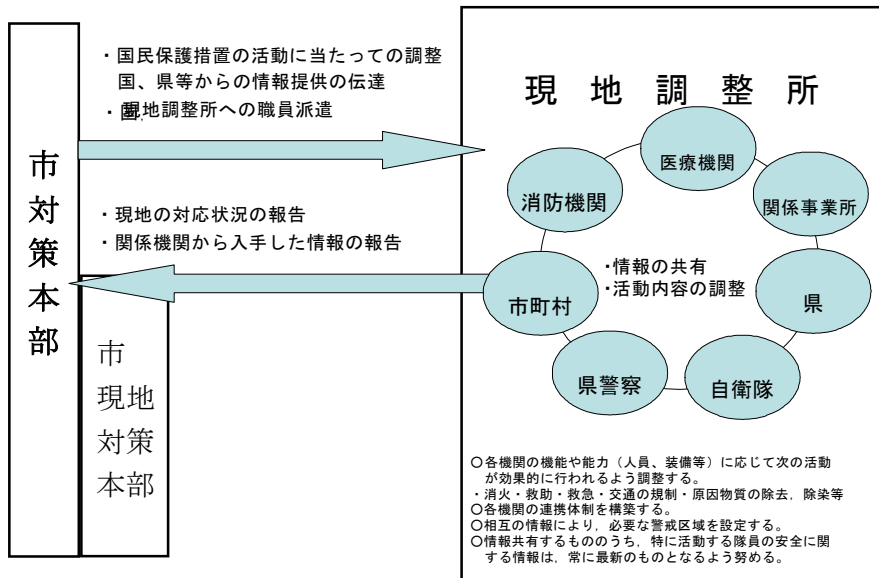 ・国民保護措置の活動に当たっての調整
国、県等からの情報提供の伝達
・現地調整所への職員派遣
市対策本部
・現地の対応状況の報告
・関係機関から入手した情報の報告
市
現地
対策
本部
現地調整所
医療機関
消防機関
関係事業所
市町村
・情報の共有
・活動内容の調整
県
県警察
自衛隊
○各機関の機能や能力（人員、装備等）に応じて次の活動
が効果的に行われるよう調整する。
・消火・救助・救急・交通の規制・原因物質の除去，除染等
○各機関の連携体制を構築する。
○相互の情報により，必要な警戒区域を設定する。
○情報共有するもののうち，特に活動する隊員の安全に関
する情報は，常に最新のものとなるよう努める。